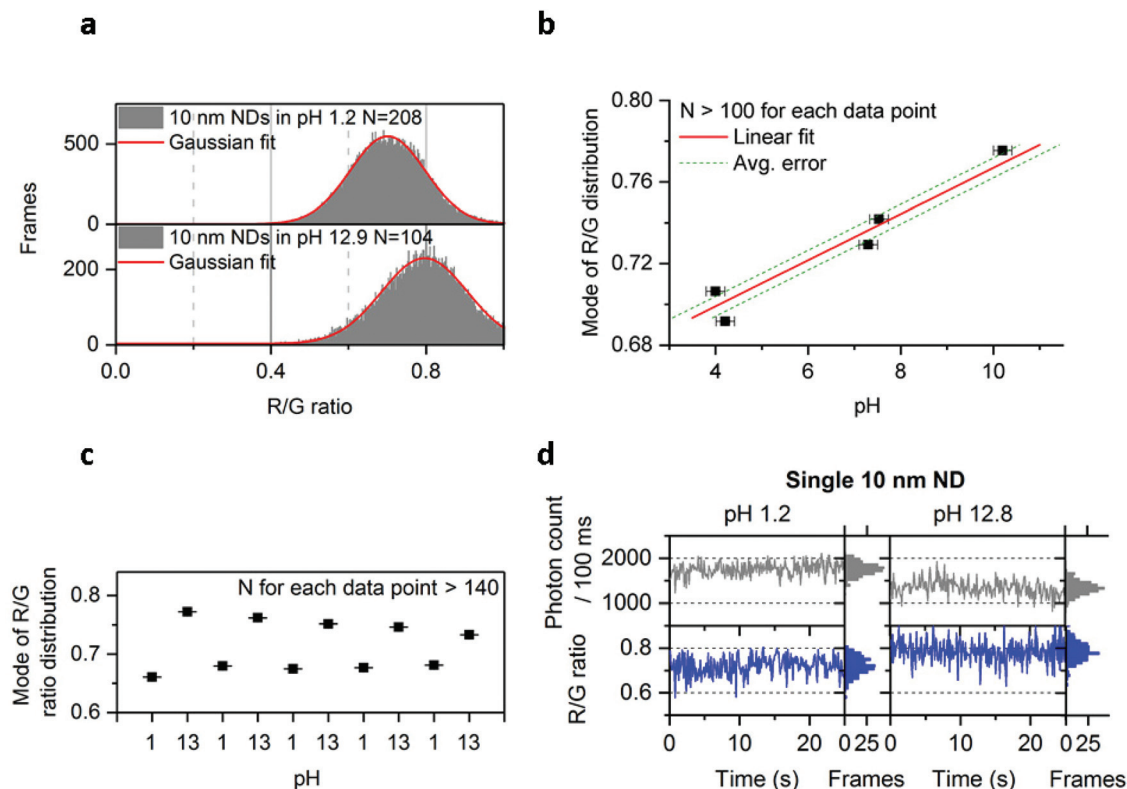 a
10 nm NDs in pH 1.2 N=208
Gaussian fit
500
0
10 nm NDs in pH 12.9 N=104
Gaussian fit
200
0
Frames
0.0 0.4 0.8
R/G ratio
b
N > 100 for each data point
Linear fit
Avg. error
0.80
0.76
0.72
0.68
Mode of R/G distribution
4 6 8 10
pH
c
N for each data point > 140
0.8
0.7
0.6
Mode of R/G
ratio distribution
1 13 1 13 1 13 1 13 1 13
pH
d
Single 10 nm ND
pH 1.2 pH 12.8
Photon count
/ 100 ms
2000
1000
R/G ratio
0.8
0.6
0 10 20 0 25 0 10 20 0 25
Time (s) Frames Time (s) Frames